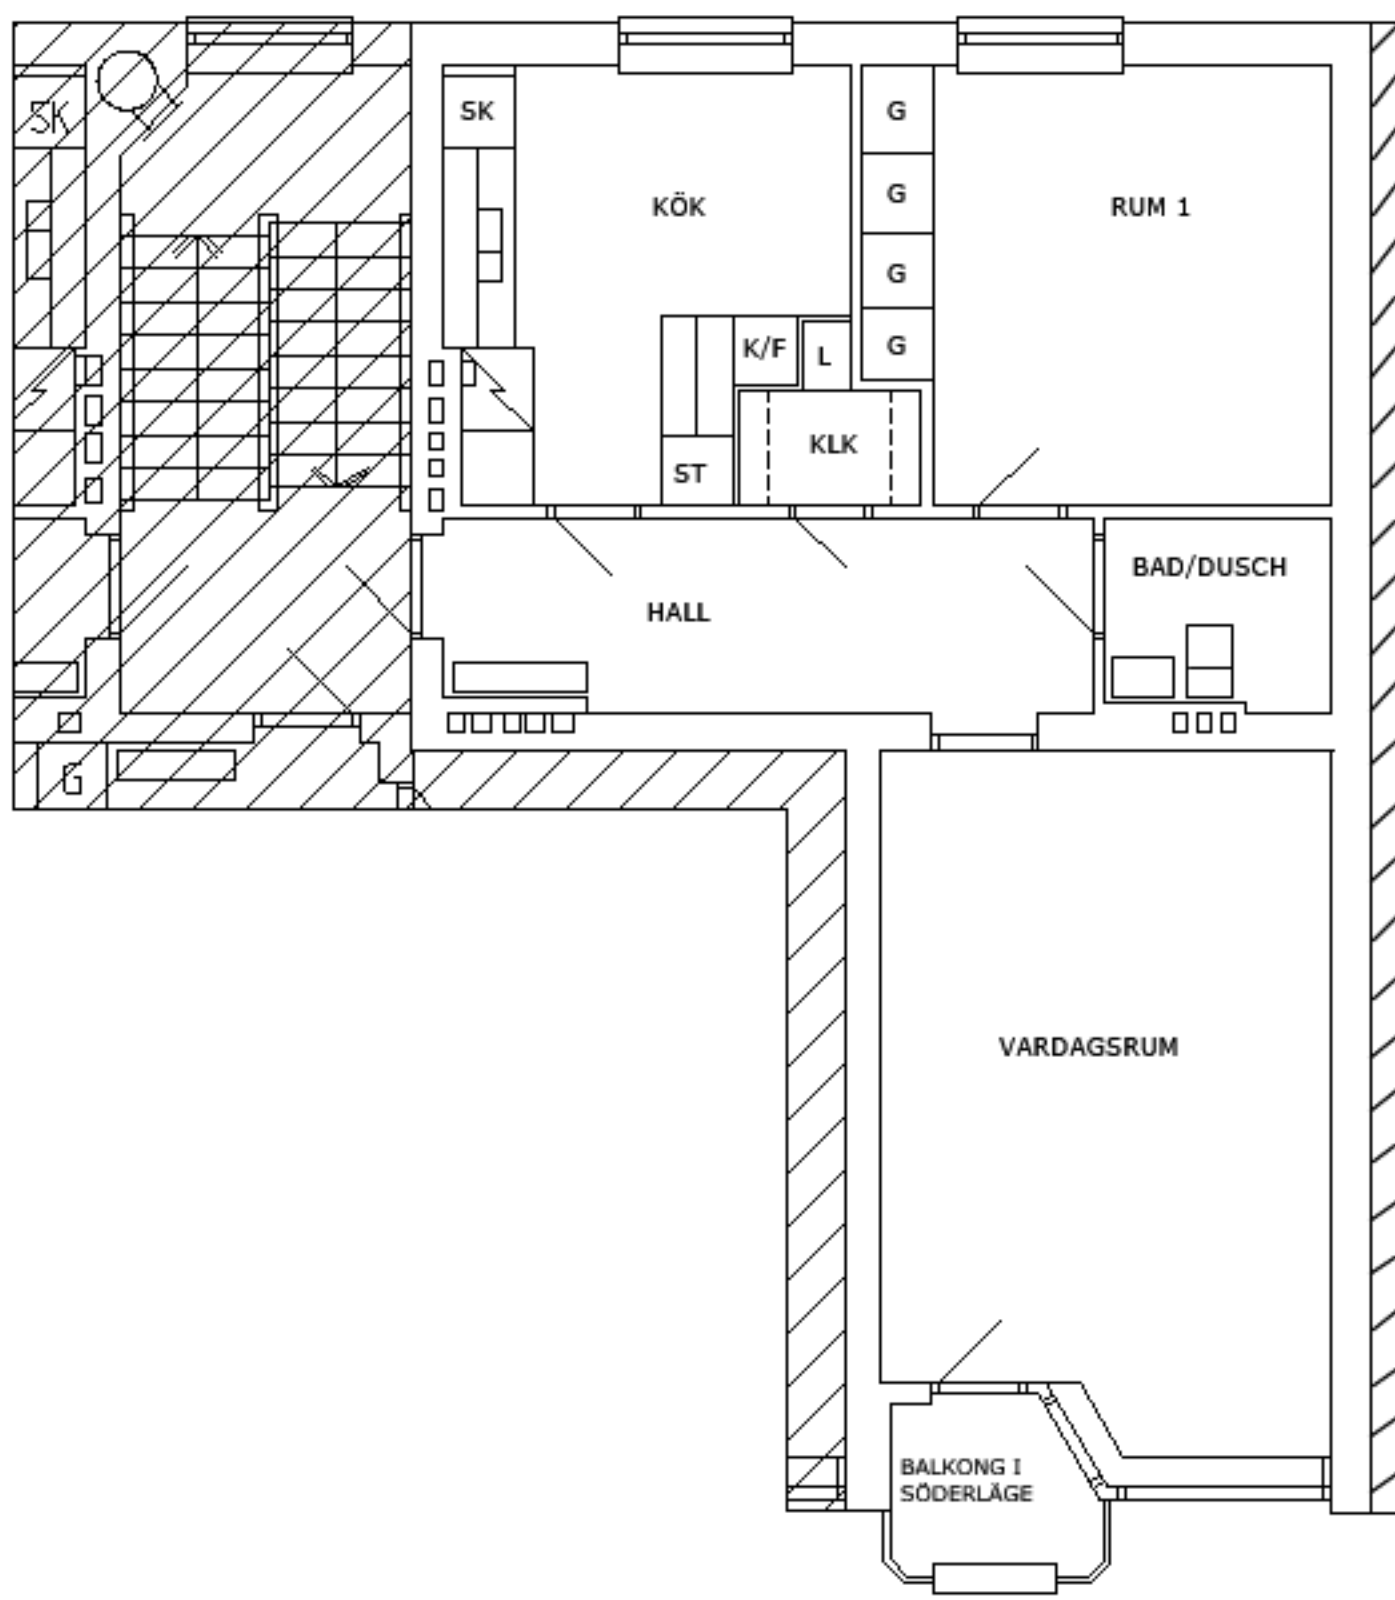 SK
SK
G
KÖK
G
RUM 1
G
K/F
L
G
KLK
ST
BAD/DUSCH
HALL
G
VARDAGSRUM
BALKONG I
SÖDERLÄGE